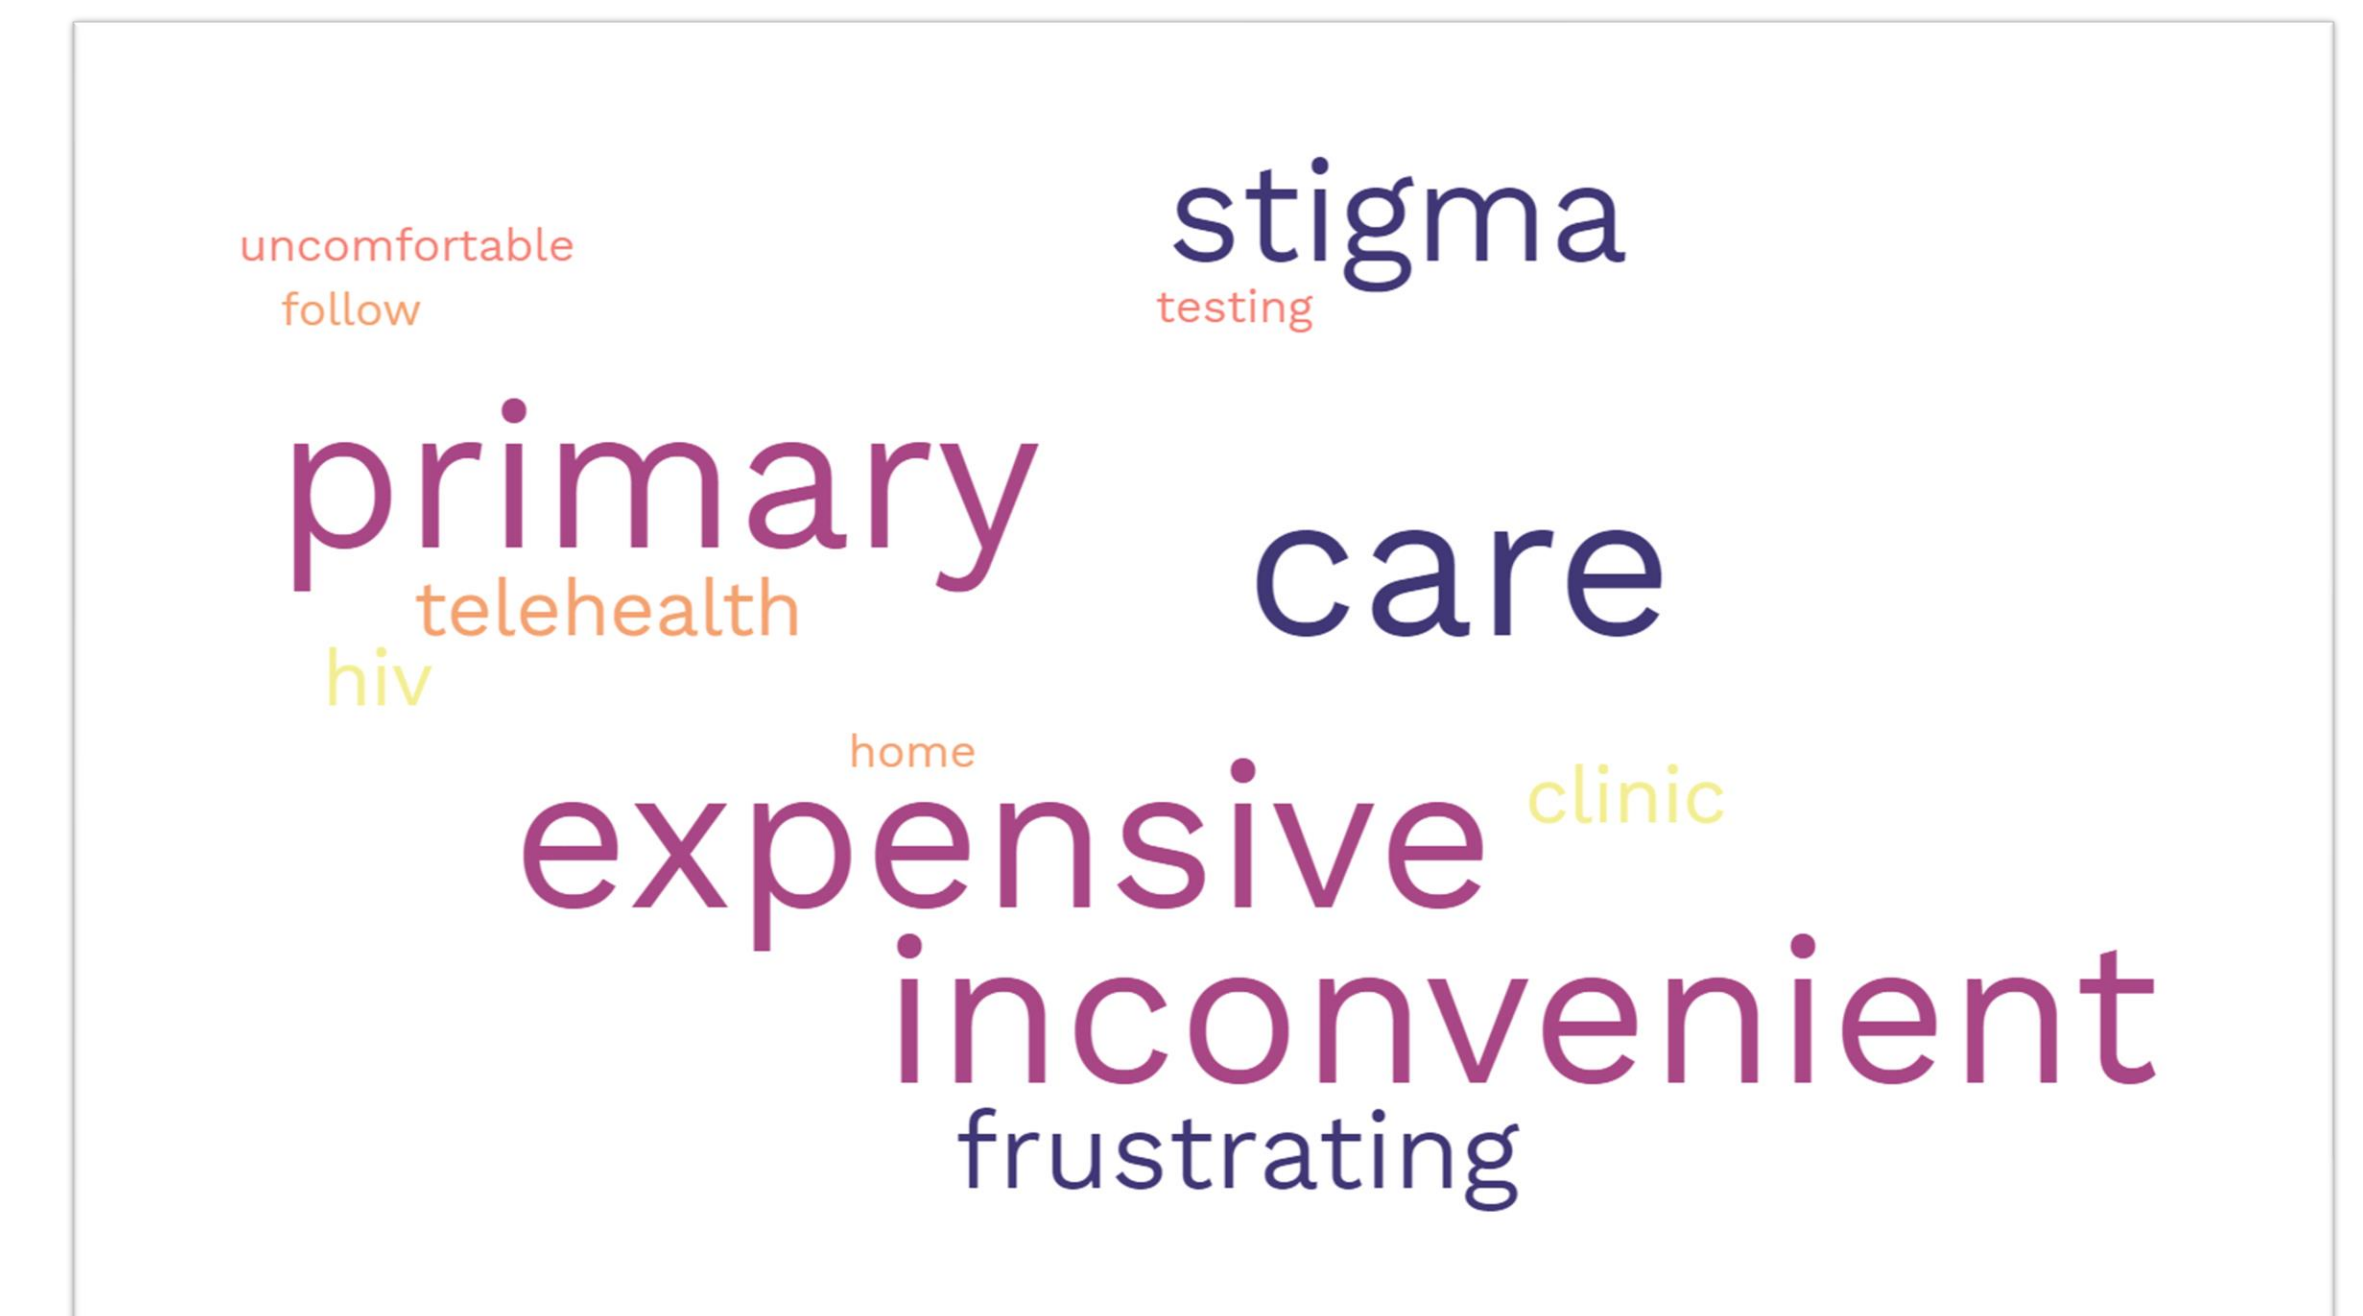 stigma
uncomfortable
follow
testing
primary
care
telehealth
hiv
home
clinic
expensive
inconvenient
frustrating